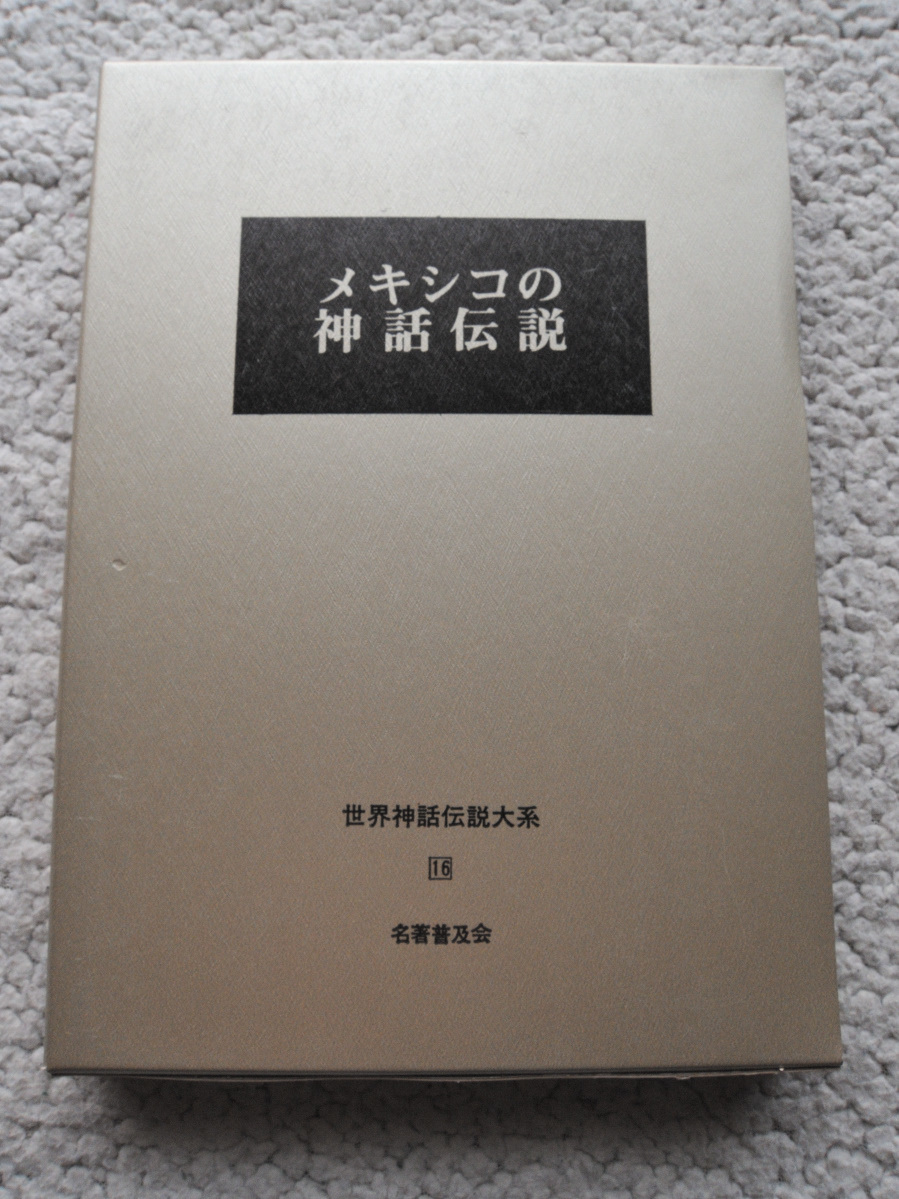 メキシコの
神話伝説
世界神話伝説大系
16
名著普及会